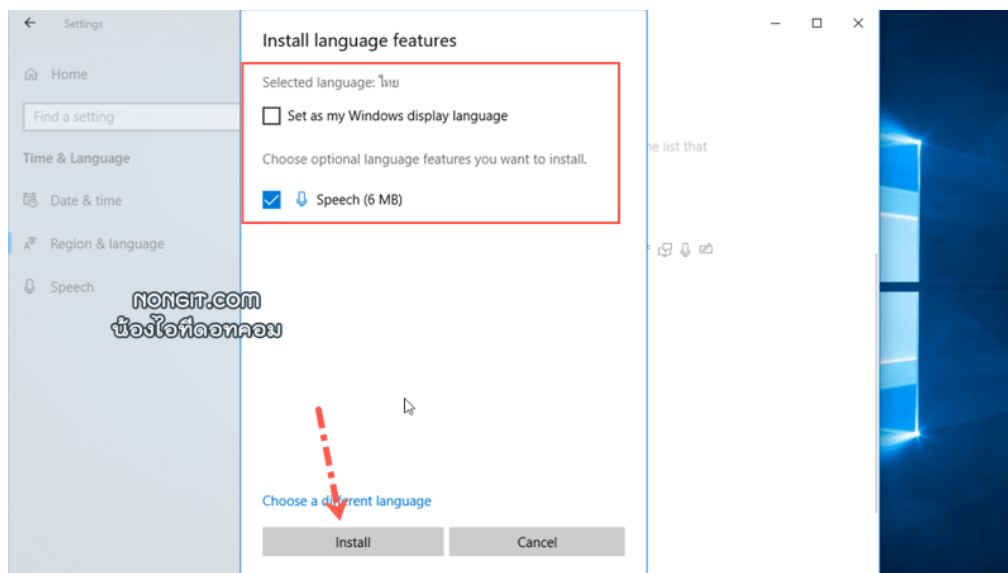 Settings
Install language features
Home
Selected language: ไทย
Find a setting
Set as my Windows display language
Time & Language
Choose optional language features you want to install.
he list that
Date & time
Speech (6 MB)
Region & language
Speech
NONGIT.COM
น้องไอทีดอทคอม
Choose a different language
Install
Cancel